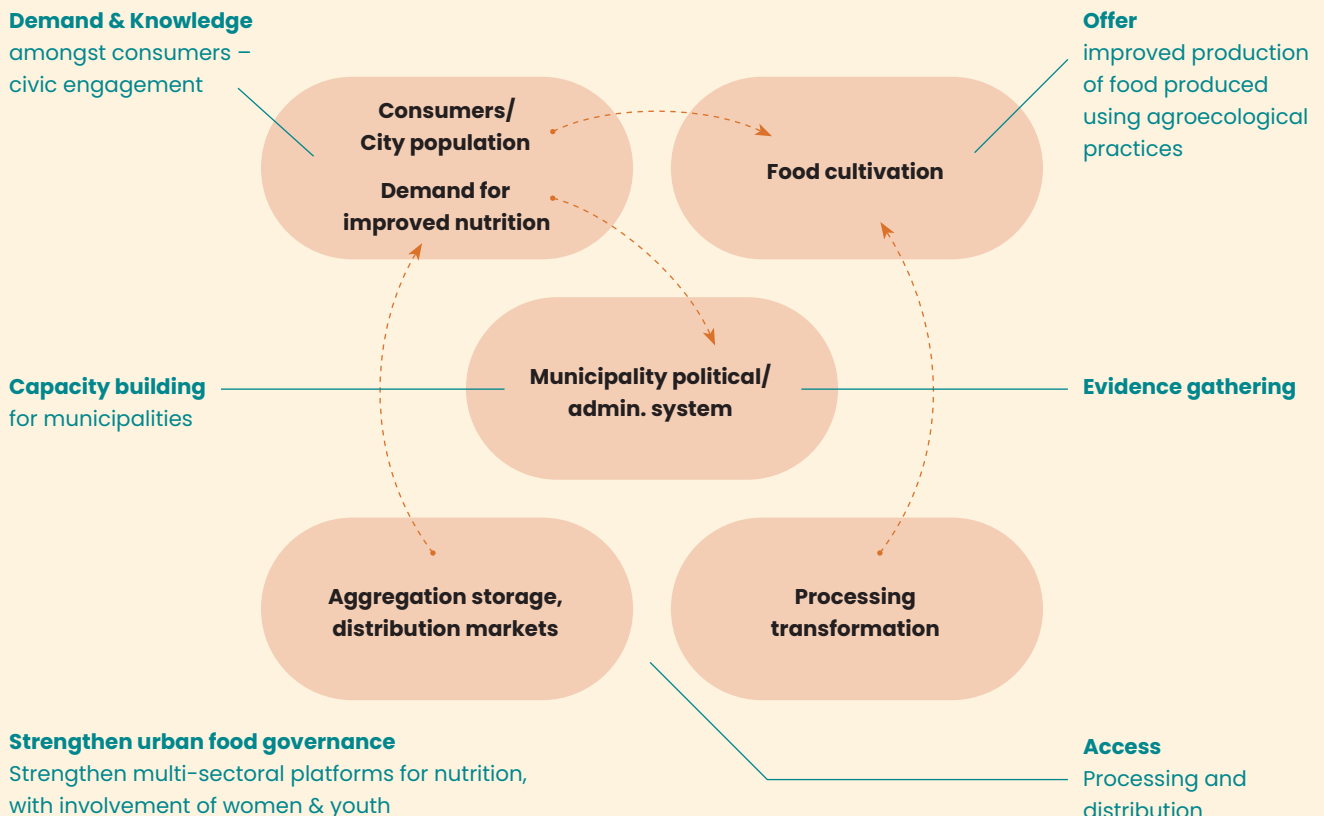 Demand & Knowledge
amongst consumers –
civic engagement
Offer
improved production
of food produced
using agroecological
practices
Consumers/
City population
Demand for
improved nutrition
Food cultivation
Capacity building
for municipalities
Municipality political/
admin. system
Evidence gathering
Aggregation storage,
distribution markets
Processing
transformation
Strengthen urban food governance
Strengthen multi-sectoral platforms for nutrition,
with involvement of women & youth
Access
Processing and
distribution